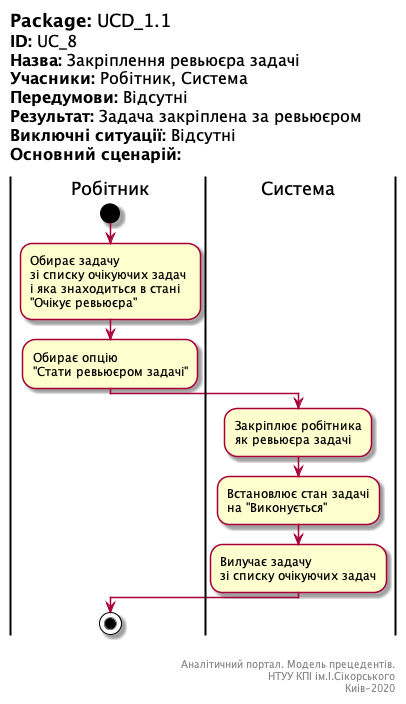 Package: UCD_1.1
ID: UC_8
Назва: Закріплення ревьюєра задачі
Учасники: Робітник, Система
Передумови: Відсутні
Результат: Задача закріплена за ревьюєром
Виключні ситуації: Відсутні
Основний сценарій:
Робітник
Система
Обирає задачу
зі списку очікуючих задач
і яка знаходиться в стані
"Очікує ревьюєра"
Обирає опцію
"Стати ревьюєром задачі"
Закріплює робітника
як ревьюєра задачі
Встановлює стан задачі
на "Виконується"
Вилучає задачу
зі списку очікуючих задач
Аналітичний портал. Модель прецедентів.
НТУУ КПІ ім.І.Сікорського
Київ-2020